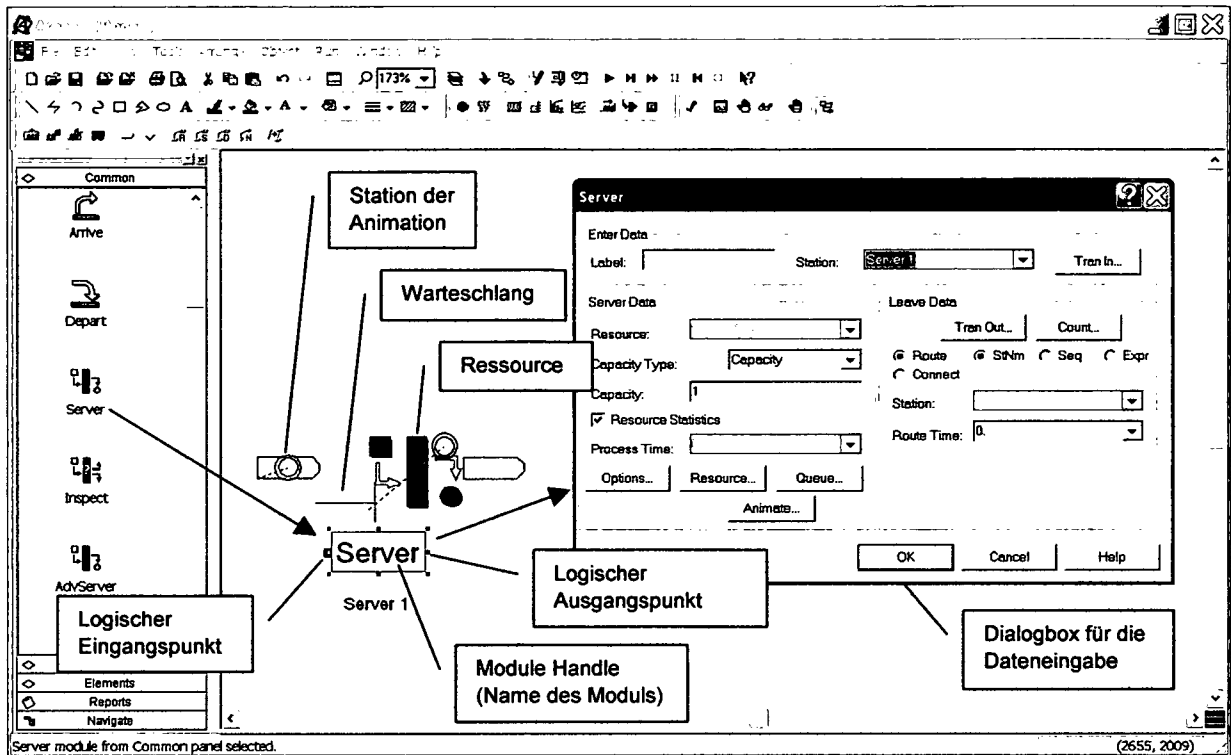 173%
Common
Arrive
Depart
Server
Inspect
AdvServer
Elements
Reports
Navigate
Station der
Animation
Warteschlang
Ressource
Server
Server 1
Logischer
Eingangspunkt
Logischer
Ausgangspunkt
Module Handle
(Name des Moduls)
Dialogbox für die
Dateneingabe
Server
Enter Data
Label:
Station:
Server 1
Tran In...
Server Data
Resource:
Capacity Type:
Capacity
Capacity:
1
Resource Statistics
Process Time:
Options...
Resource...
Queue...
Animate...
Leave Data
Tran Out...
Count...
Route
StNm
Seq
Expr
Connect
Station:
Route Time:
0.
OK
Cancel
Help
Server module from Common panel selected.
(2655, 2009)